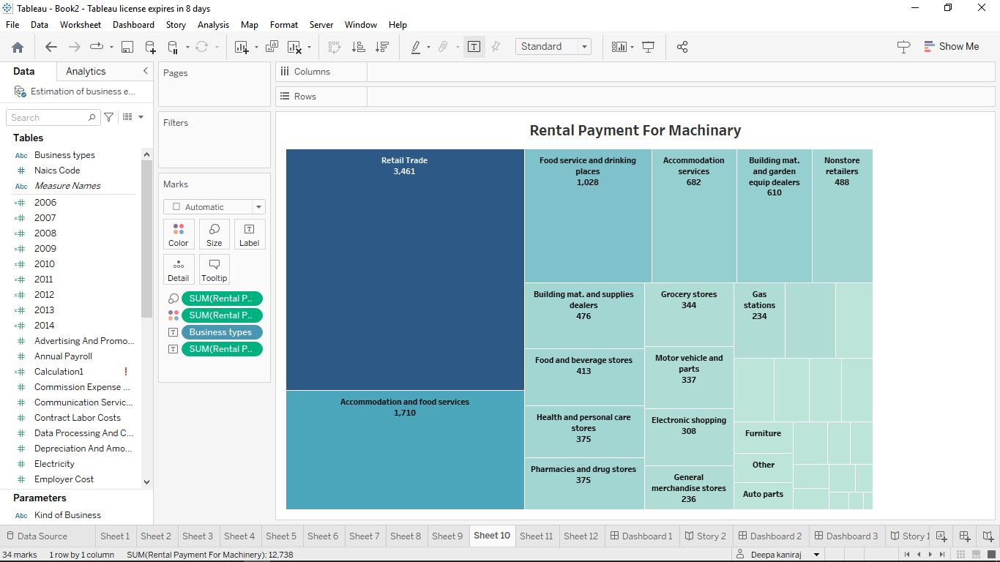 Tableau - Book2 - Tableau license expires in 8 days
File Data Worksheet Dashboard Story Analysis Map Format Server Window Help
Standard
Show Me
Data Analytics
Estimation of business e...
Search
Tables
Abc Business types
# Naics Code
Abc Measure Names
=# 2006
=# 2007
=# 2008
=# 2009
=# 2010
=# 2011
=# 2012
=# 2013
=# 2014
# Advertising And Promo...
# Annual Payroll
# Calculation1 !
# Commission Expense ...
# Communication Servic...
# Contract Labor Costs
# Data Processing And C...
# Depreciation And Amo...
# Electricity
# Employer Cost
Parameters
Abc Kind of Business
Pages
Filters
Marks
Automatic
Color Size Label
Detail Tooltip
SUM(Rental P..
SUM(Rental P..
Business types
SUM(Rental P..
Columns
Rows
Rental Payment For Machinary
Retail Trade
3,461
Accommodation and food services
1,710
Food service and drinking
places
1,028
Accommodation
services
682
Building mat.
and garden
equip dealers
610
Nonstore
retailers
488
Building mat. and supplies
dealers
476
Food and beverage stores
413
Health and personal care
stores
375
Pharmacies and drug stores
375
Grocery stores
344
Motor vehicle and
parts
337
Electronic shopping
308
General
merchandise stores
236
Gas
stations
234
Furniture
Other
Auto parts
Data Source Sheet 1 Sheet 2 Sheet 3 Sheet 4 Sheet 5 Sheet 6 Sheet 7 Sheet 8 Sheet 9 Sheet 10 Sheet 11 Sheet 12 Dashboard 1 Story 2 Dashboard 2 Dashboard 3 Story 1
34 marks 1 row by 1 column SUM(Rental Payment For Machinary): 12,738
Deepa kaniraj